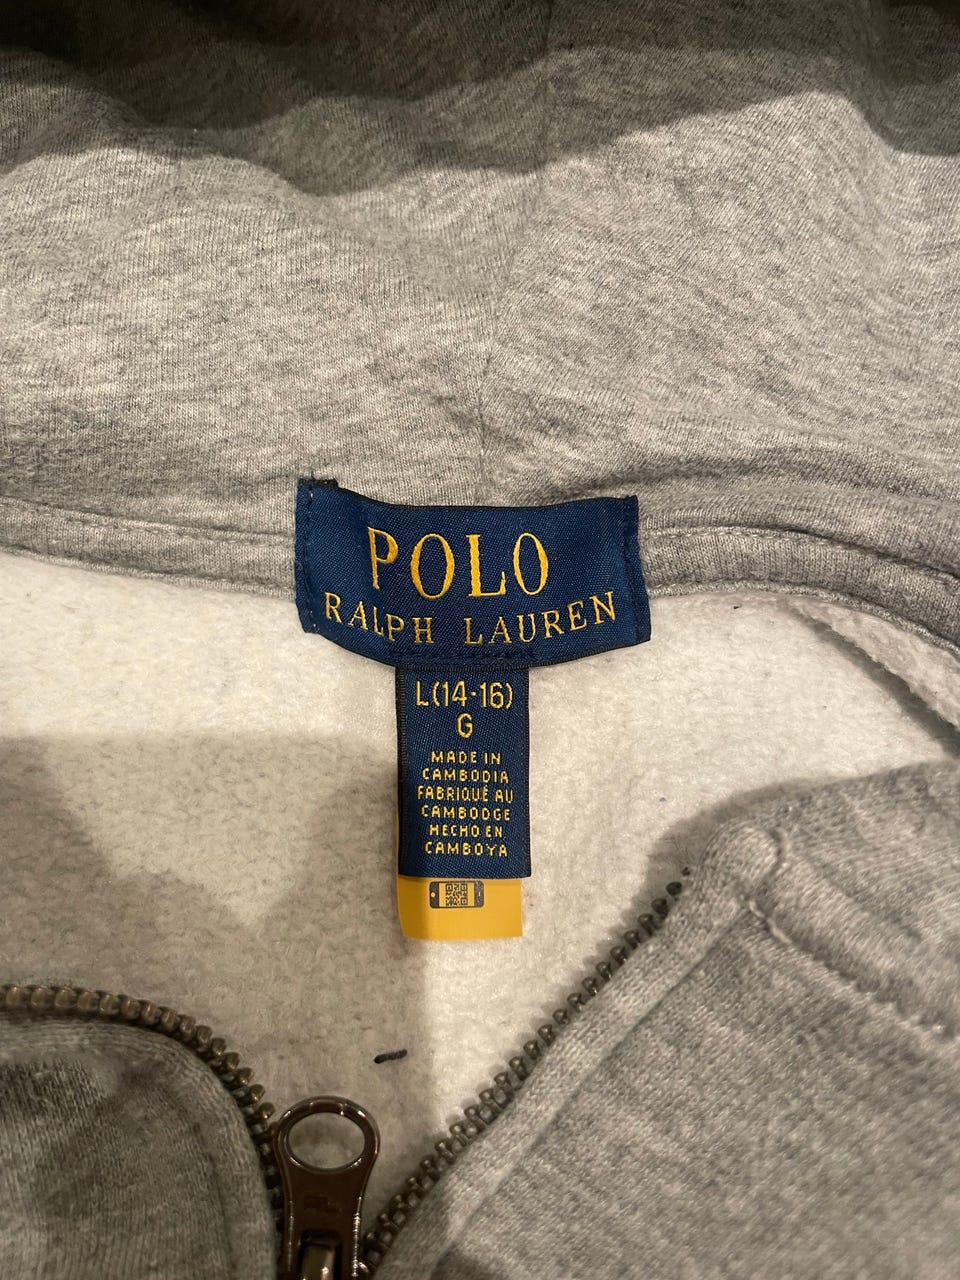 POLO
RALPH LAUREN
L(14-16)
G
MADE IN
CAMBODIA
FABRIQUÉ AU
CAMBODGE
HECHO EN
CAMBOYA